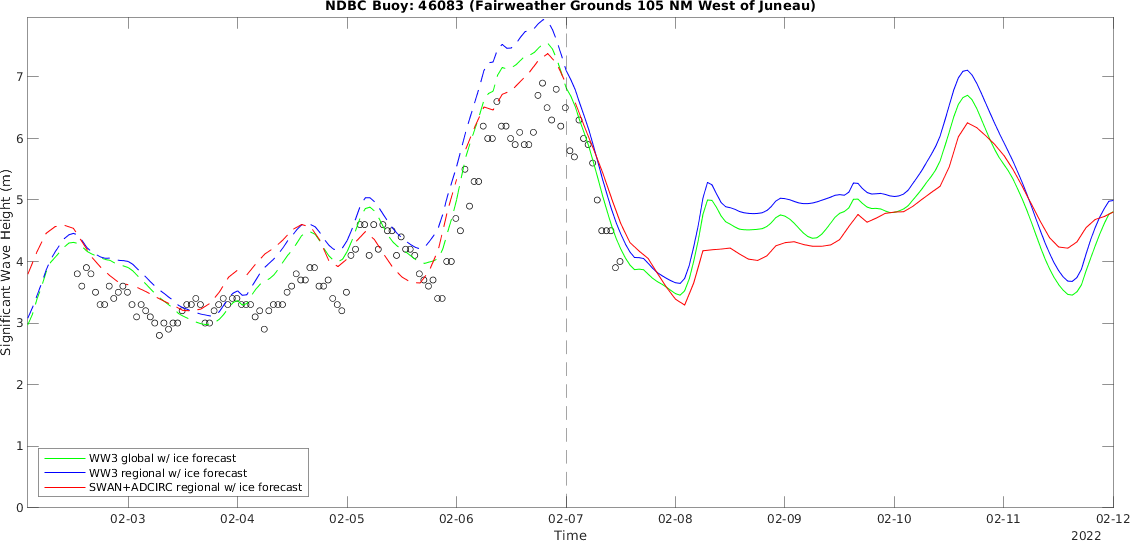 NDBC Buoy: 46083 (Fairweather Grounds 105 NM West of Juneau)
Significant Wave Height (m)
7
6
5
4
3
2
1
0
WW3 global w/ ice forecast
WW3 regional w/ ice forecast
SWAN+ADCIRC regional w/ ice forecast
02-03 02-04 02-05 02-06 02-07 02-08 02-09 02-10 02-11 02-12
Time
2022